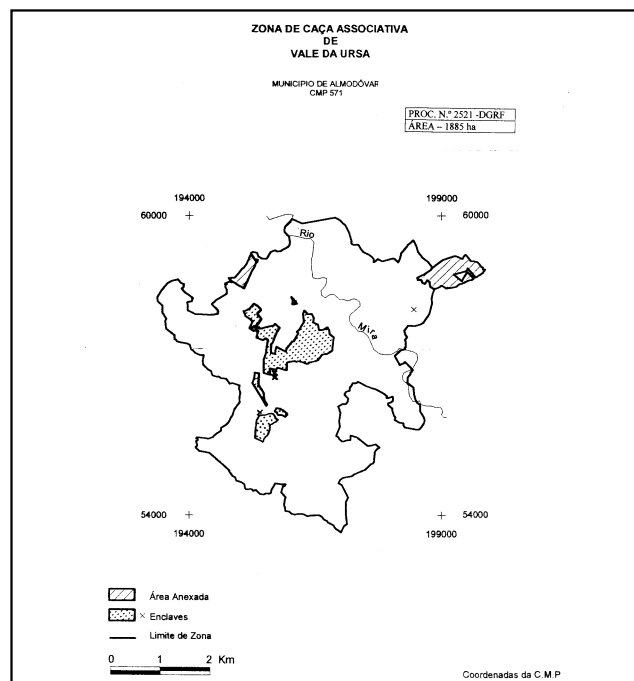 ZONA DE CAÇA ASSOCIATIVA
DE
VALE DA URSA
MUNICIPIO DE ALMODÔVAR
CMP 571
PROC. N.º 2521 -DGRF
ÁREA – 1885 ha
194000
199000
60000
60000
Rio
Mira
54000
54000
194000
199000
Área Anexada
× Enclaves
Limite de Zona
0 1 2 Km
Coordenadas da C.M.P